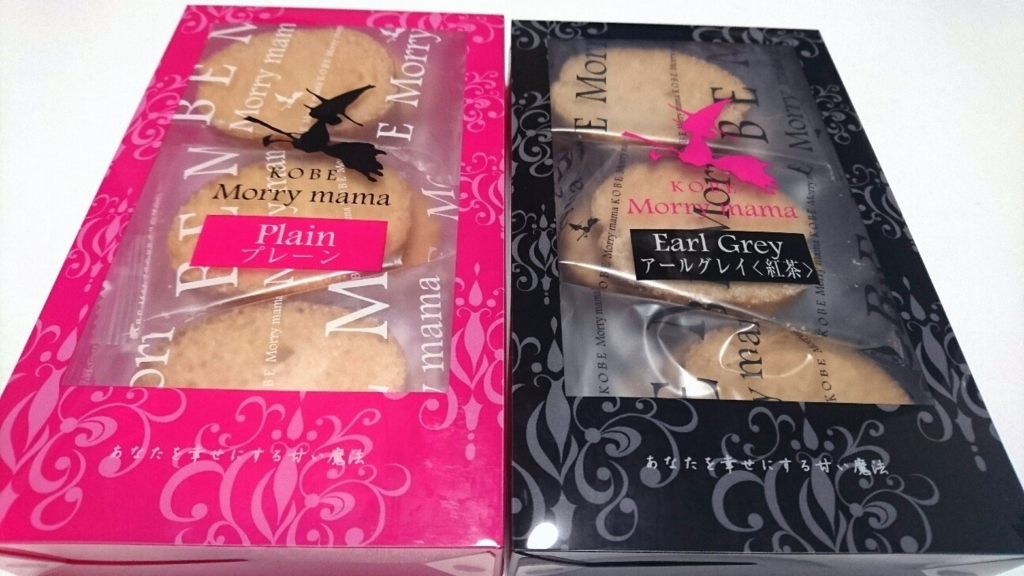 KOBE
Morry mama
Plain
プレーン
あなたを幸せにする甘い魔法
KOBE
Morry mama
Earl Grey
アールグレイ〈紅茶〉
あなたを幸せにする甘い魔法